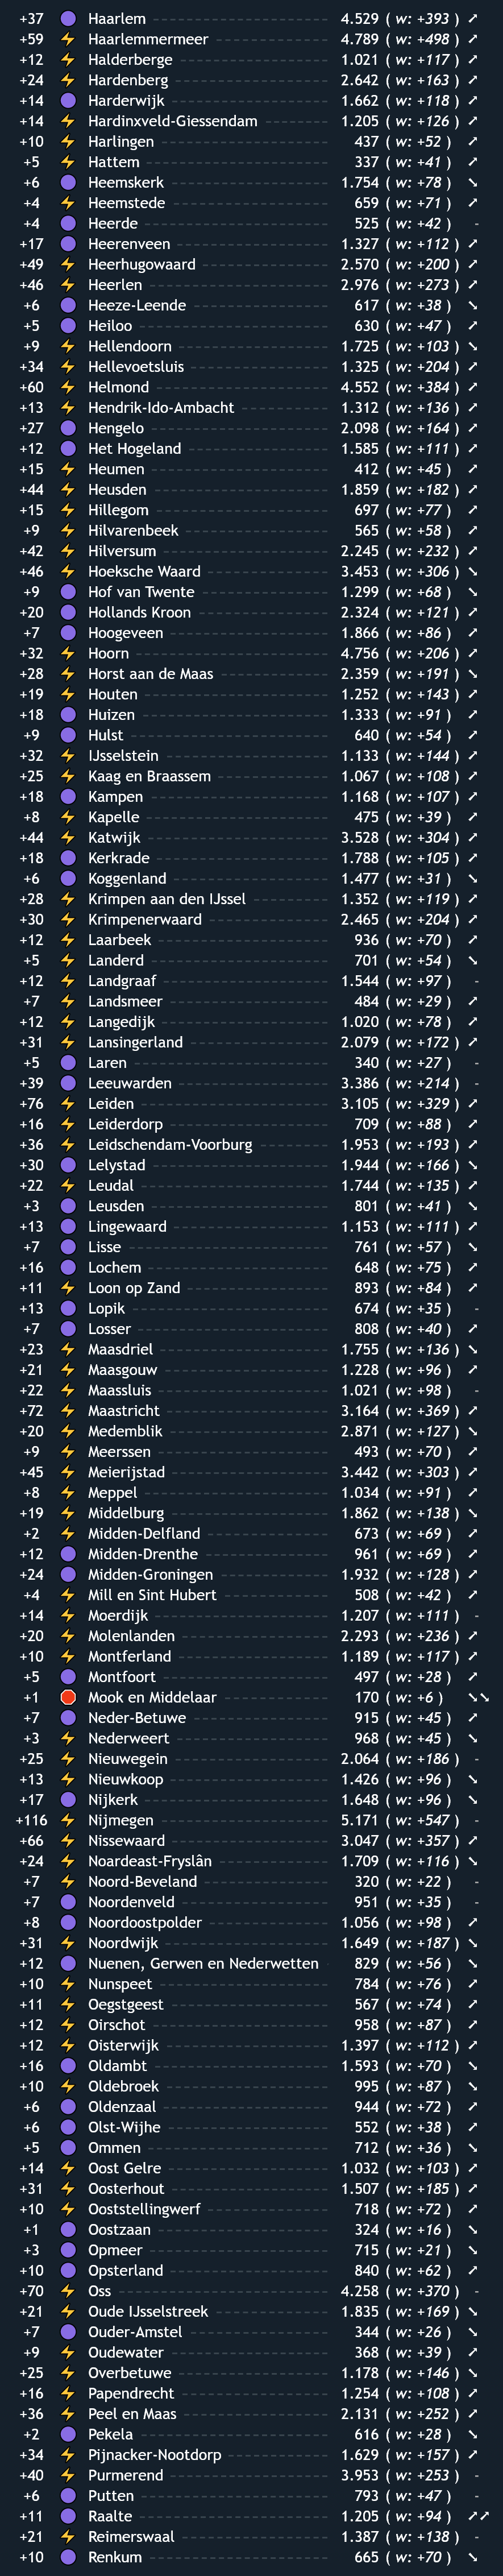 +37 Haarlem 4.529 ( w: +393 ) ↗
+59 Haarlemmermeer 4.789 ( w: +498 ) ↗
+12 Halderberge 1.021 ( w: +117 ) ↗
+24 Hardenberg 2.642 ( w: +163 ) ↗
+14 Harderwijk 1.662 ( w: +118 ) ↗
+14 Hardinxveld-Giessendam 1.205 ( w: +126 ) ↗
+10 Harlingen 437 ( w: +52 ) ↗
+5 Hattem 337 ( w: +41 ) ↗
+6 Heemskerk 1.754 ( w: +78 ) ↘
+4 Heemstede 659 ( w: +71 ) ↗
+4 Heerde 525 ( w: +42 ) -
+17 Heerenveen 1.327 ( w: +112 ) ↗
+49 Heerhugowaard 2.570 ( w: +200 ) ↗
+46 Heerlen 2.976 ( w: +273 ) ↗
+6 Heeze-Leende 617 ( w: +38 ) ↘
+5 Heiloo 630 ( w: +47 ) ↗
+9 Hellendoorn 1.725 ( w: +103 ) ↘
+34 Hellevoetsluis 1.325 ( w: +204 ) ↗
+60 Helmond 4.552 ( w: +384 ) ↗
+13 Hendrik-Ido-Ambacht 1.312 ( w: +136 ) ↗
+27 Hengelo 2.098 ( w: +164 ) ↗
+12 Het Hogeland 1.585 ( w: +111 ) ↗
+15 Heumen 412 ( w: +45 ) ↗
+44 Heusden 1.859 ( w: +182 ) ↗
+15 Hillegom 697 ( w: +77 ) ↗
+9 Hilvarenbeek 565 ( w: +58 ) ↗
+42 Hilversum 2.245 ( w: +232 ) ↗
+46 Hoeksche Waard 3.453 ( w: +306 ) ↘
+9 Hof van Twente 1.299 ( w: +68 ) ↘
+20 Hollands Kroon 2.324 ( w: +121 ) ↗
+7 Hoogeveen 1.866 ( w: +86 ) ↗
+32 Hoorn 4.756 ( w: +206 ) ↗
+28 Horst aan de Maas 2.359 ( w: +191 ) ↘
+19 Houten 1.252 ( w: +143 ) ↗
+18 Huizen 1.333 ( w: +91 ) ↗
+9 Hulst 640 ( w: +54 ) ↗
+32 IJsselstein 1.133 ( w: +144 ) ↗
+25 Kaag en Braassem 1.067 ( w: +108 ) ↗
+18 Kampen 1.168 ( w: +107 ) ↗
+8 Kapelle 475 ( w: +39 ) ↗
+44 Katwijk 3.528 ( w: +304 ) ↗
+18 Kerkrade 1.788 ( w: +105 ) ↗
+6 Koggenland 1.477 ( w: +31 ) ↘
+28 Krimpen aan den IJssel 1.352 ( w: +119 ) ↗
+30 Krimpenerwaard 2.465 ( w: +204 ) ↗
+12 Laarbeek 936 ( w: +70 ) ↗
+5 Landerd 701 ( w: +54 ) ↘
+12 Landgraaf 1.544 ( w: +97 ) -
+7 Landsmeer 484 ( w: +29 ) ↗
+12 Langedijk 1.020 ( w: +78 ) ↗
+31 Lansingerland 2.079 ( w: +172 ) ↗
+5 Laren 340 ( w: +27 ) -
+39 Leeuwarden 3.386 ( w: +214 ) -
+76 Leiden 3.105 ( w: +329 ) ↗
+16 Leiderdorp 709 ( w: +88 ) ↗
+36 Leidschendam-Voorburg 1.953 ( w: +193 ) ↗
+30 Lelystad 1.944 ( w: +166 ) ↘
+22 Leudal 1.744 ( w: +135 ) ↗
+3 Leusden 801 ( w: +41 ) ↘
+13 Lingewaard 1.153 ( w: +111 ) ↗
+7 Lisse 761 ( w: +57 ) ↘
+16 Lochem 648 ( w: +75 ) ↗
+11 Loon op Zand 893 ( w: +84 ) ↗
+13 Lopik 674 ( w: +35 ) -
+7 Losser 808 ( w: +40 ) ↗
+23 Maasdriel 1.755 ( w: +136 ) ↘
+21 Maasgouw 1.228 ( w: +96 ) ↗
+22 Maassluis 1.021 ( w: +98 ) -
+72 Maastricht 3.164 ( w: +369 ) ↗
+20 Medemblik 2.871 ( w: +127 ) ↘
+9 Meerssen 493 ( w: +70 ) ↗
+45 Meierijstad 3.442 ( w: +303 ) ↗
+8 Meppel 1.034 ( w: +91 ) ↗
+19 Middelburg 1.862 ( w: +138 ) ↘
+2 Midden-Delfland 673 ( w: +69 ) ↗
+12 Midden-Drenthe 961 ( w: +69 ) ↗
+24 Midden-Groningen 1.932 ( w: +128 ) ↗
+4 Mill en Sint Hubert 508 ( w: +42 ) ↗
+14 Moerdijk 1.207 ( w: +111 ) -
+20 Molenlanden 2.293 ( w: +236 ) ↗
+10 Montferland 1.189 ( w: +117 ) ↗
+5 Montfoort 497 ( w: +28 ) ↗
+1 Mook en Middelaar 170 ( w: +6 ) ↘↘
+7 Neder-Betuwe 915 ( w: +45 ) ↗
+3 Nederweert 968 ( w: +45 ) ↘
+25 Nieuwegein 2.064 ( w: +186 ) -
+13 Nieuwkoop 1.426 ( w: +96 ) ↘
+17 Nijkerk 1.648 ( w: +96 ) ↘
+116 Nijmegen 5.171 ( w: +547 ) -
+66 Nissewaard 3.047 ( w: +357 ) ↗
+24 Noardeast-Fryslân 1.709 ( w: +116 ) ↘
+7 Noord-Beveland 320 ( w: +22 ) -
+7 Noordenveld 951 ( w: +35 ) -
+8 Noordoostpolder 1.056 ( w: +98 ) ↗
+31 Noordwijk 1.649 ( w: +187 ) ↘
+12 Nuenen, Gerwen en Nederwetten 829 ( w: +56 ) ↘
+10 Nunspeet 784 ( w: +76 ) ↗
+11 Oegstgeest 567 ( w: +74 ) ↗
+12 Oirschot 958 ( w: +87 ) ↗
+12 Oisterwijk 1.397 ( w: +112 ) ↗
+16 Oldambt 1.593 ( w: +70 ) ↘
+10 Oldebroek 995 ( w: +87 ) ↘
+6 Oldenzaal 944 ( w: +72 ) ↗
+6 Olst-Wijhe 552 ( w: +38 ) ↗
+5 Ommen 712 ( w: +36 ) ↘
+14 Oost Gelre 1.032 ( w: +103 ) ↗
+31 Oosterhout 1.507 ( w: +185 ) ↗
+10 Ooststellingwerf 718 ( w: +72 ) ↗
+1 Oostzaan 324 ( w: +16 ) ↘
+3 Opmeer 715 ( w: +21 ) ↘
+10 Opsterland 840 ( w: +62 ) ↗
+70 Oss 4.258 ( w: +370 ) -
+21 Oude IJsselstreek 1.835 ( w: +169 ) ↘
+7 Ouder-Amstel 344 ( w: +26 ) ↘
+9 Oudewater 368 ( w: +39 ) ↗
+25 Overbetuwe 1.178 ( w: +146 ) ↘
+16 Papendrecht 1.254 ( w: +108 ) ↗
+36 Peel en Maas 2.131 ( w: +252 ) ↗
+2 Pekela 616 ( w: +28 ) ↘
+34 Pijnacker-Nootdorp 1.629 ( w: +157 ) ↗
+40 Purmerend 3.953 ( w: +253 ) -
+6 Putten 793 ( w: +47 ) -
+11 Raalte 1.205 ( w: +94 ) ↗↗
+21 Reimerswaal 1.387 ( w: +138 ) -
+10 Renkum 665 ( w: +70 ) ↘